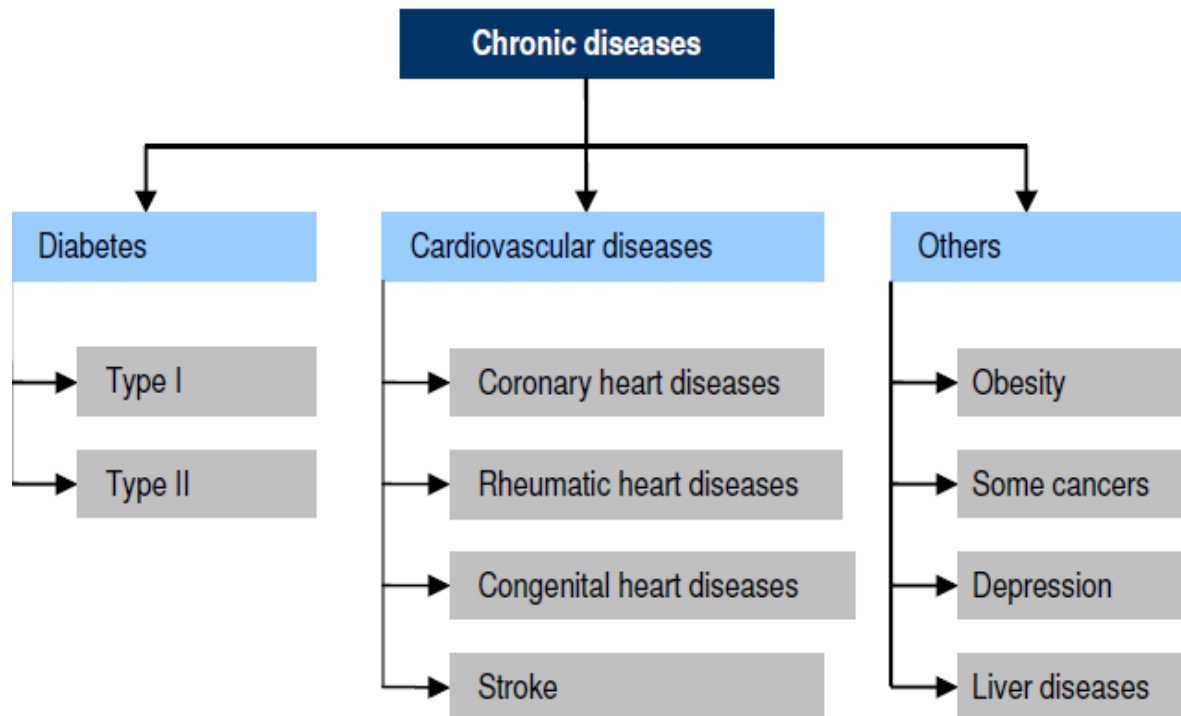 Chronic diseases
Diabetes
Type I
Type II
Cardiovascular diseases
Coronary heart diseases
Rheumatic heart diseases
Congenital heart diseases
Stroke
Others
Obesity
Some cancers
Depression
Liver diseases